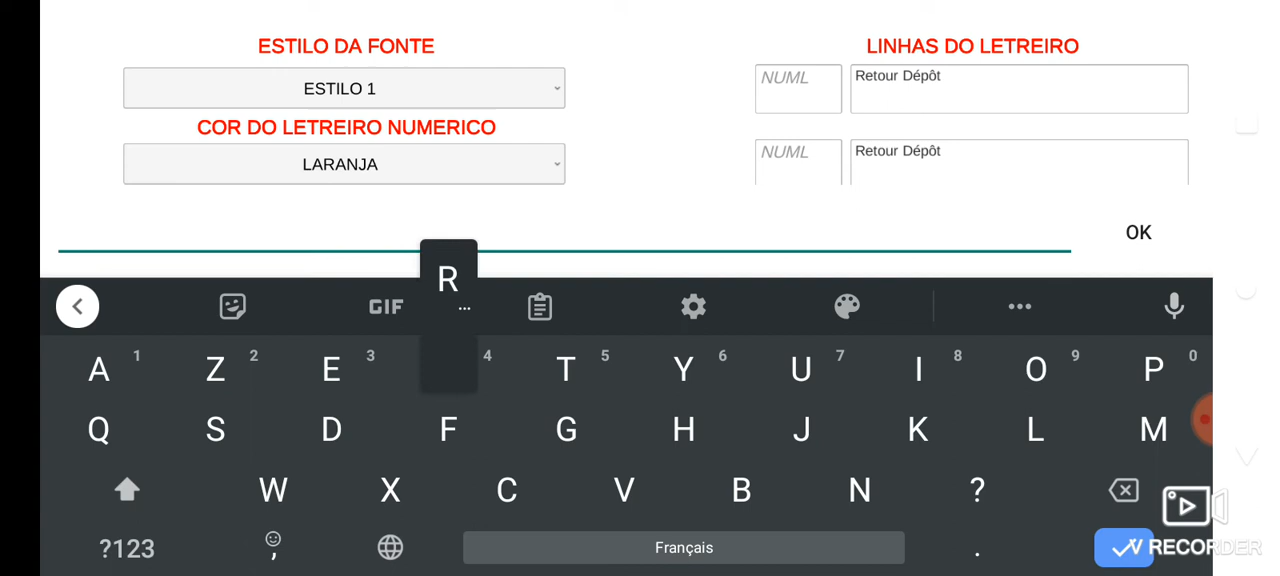 ESTILO DA FONTE
LINHAS DO LETREIRO
ESTILO 1
NUML Retour Dépôt
COR DO LETREIRO NUMERICO
LARANJA
NUML Retour Dépôt
OK
R
...
GIF
A 1 Z 2 E 3 4 T 5 Y 6 U 7 I 8 O 9 P 0
Q S D F G H J K L M
W X C V B N ?
?123 , Français .
V RECORDER